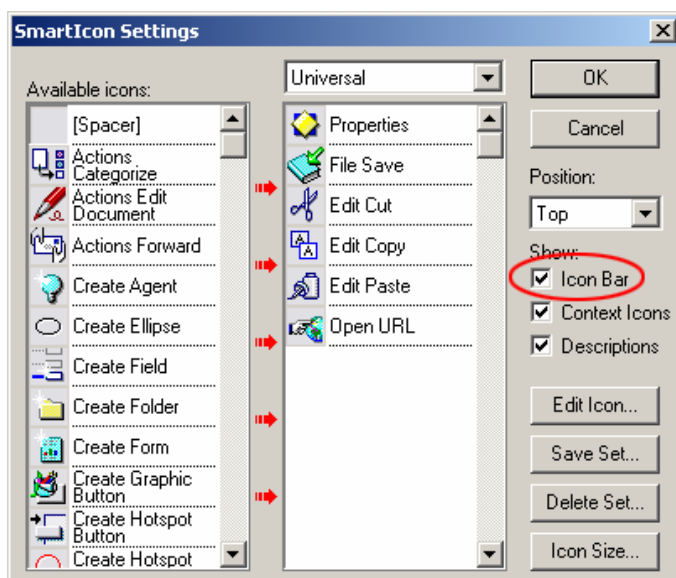 SmartIcon Settings
Available icons:
[Spacer]
Actions
Categorize
Actions Edit
Document
Actions Forward
Create Agent
Create Ellipse
Create Field
Create Folder
Create Form
Create Graphic
Button
Create Hotspot
Button
Create Hotspot
Universal
Properties
File Save
Edit Cut
Edit Copy
Edit Paste
Open URL
OK
Cancel
Position:
Top
Show:
Icon Bar
Context Icons
Descriptions
Edit Icon...
Save Set...
Delete Set...
Icon Size...